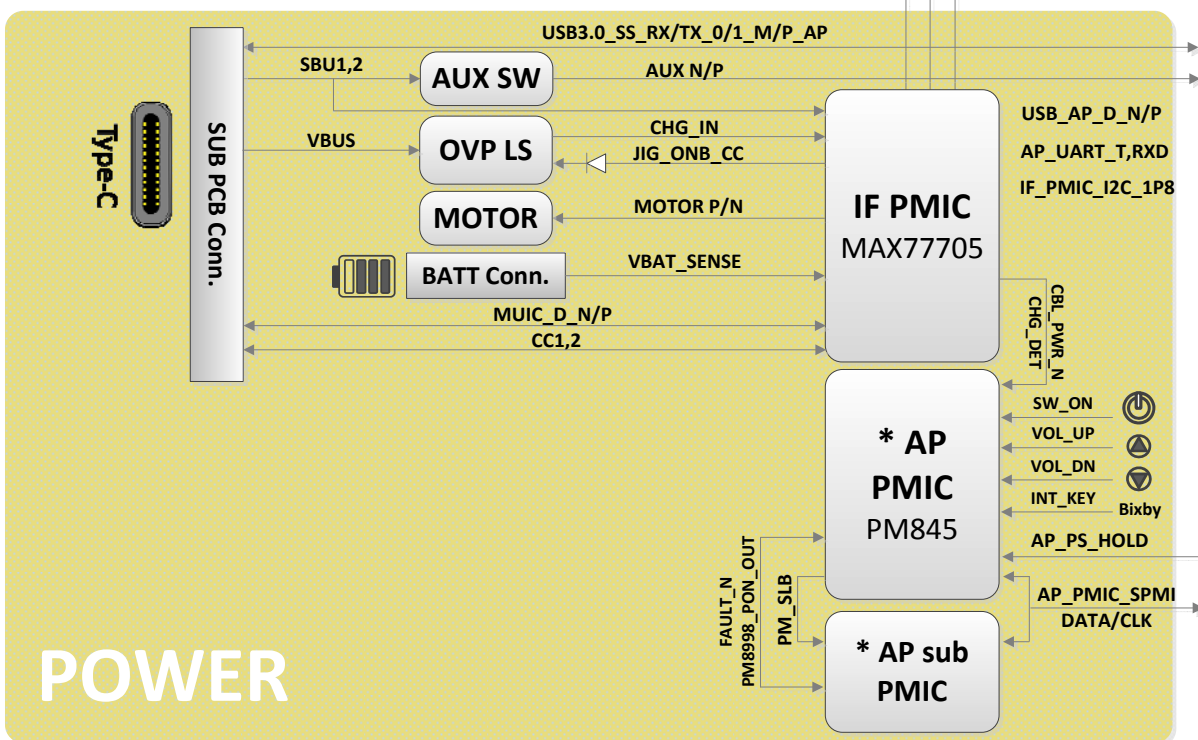 USB3.0_SS_RX/TX_0/1_M/P_AP
SBU1,2
AUX SW
AUX N/P
Type-C
SUB PCB Conn.
VBUS
OVP LS
CHG_IN
JIG_ONB_CC
MOTOR
MOTOR P/N
BATT Conn.
VBAT_SENSE
MUIC_D_N/P
CC1,2
IF PMIC
MAX77705
USB_AP_D_N/P
AP_UART_T,RXD
IF_PMIC_I2C_1P8
CBL_PWR_N
CHG_DET
* AP
PMIC
PM845
SW_ON
VOL_UP
VOL_DN
INT_KEY
Bixby
AP_PS_HOLD
AP_PMIC_SPMI
DATA/CLK
FAULT_N
PM8998_PON_OUT
PM_SLB
* AP sub
PMIC
POWER